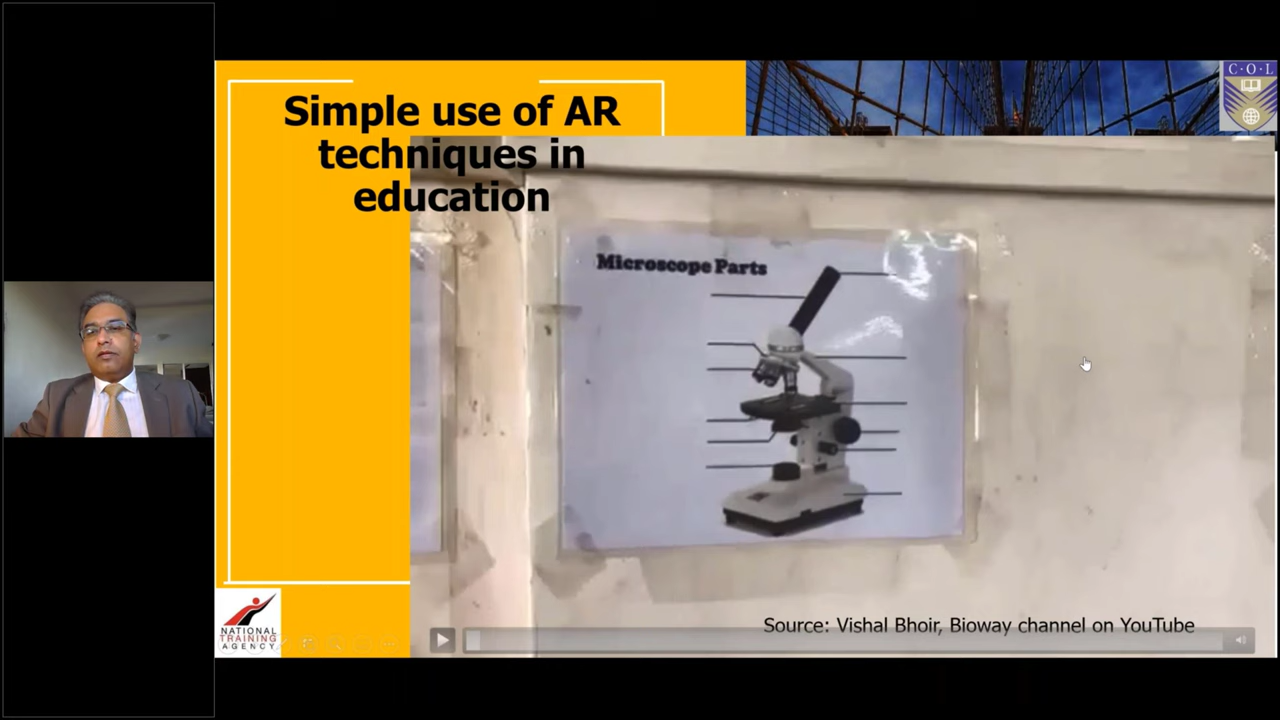 Simple use of AR
techniques in
education
C·O·L
Microscope Parts
Source: Vishal Bhoir, Bioway channel on YouTube
NATIONAL
TRAINING
AGENCY